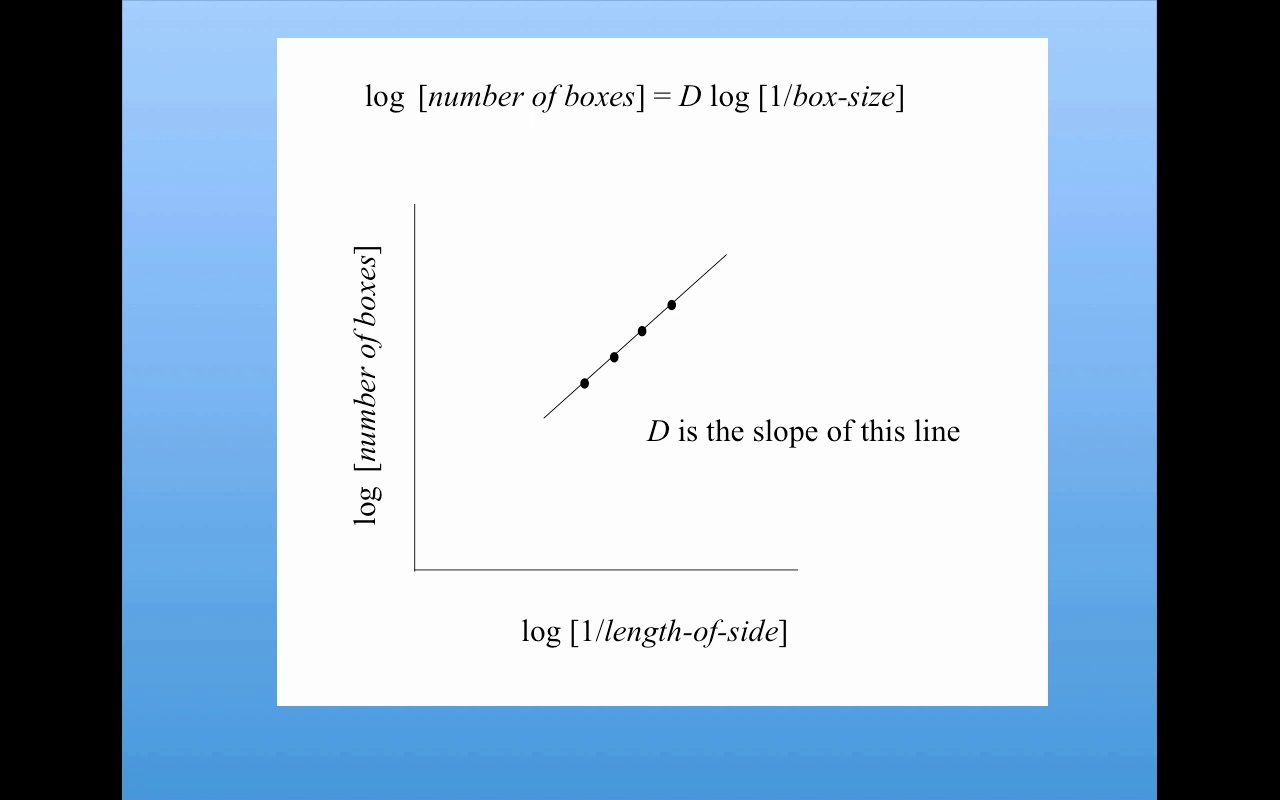 log [number of boxes] = D log [1/box-size]
log [number of boxes]
D is the slope of this line
log [1/length-of-side]